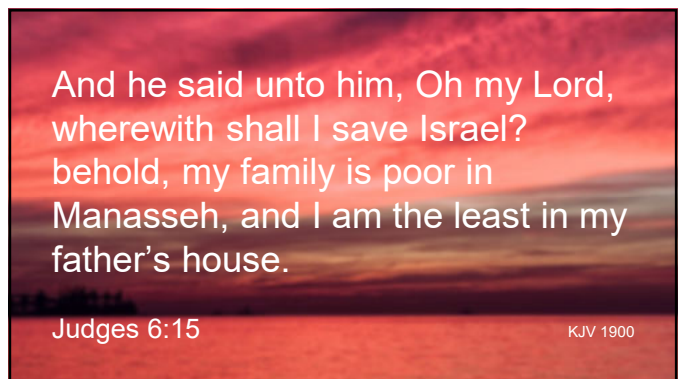 And he said unto him, Oh my Lord,
wherewith shall I save Israel?
behold, my family is poor in
Manasseh, and I am the least in my
father’s house.
Judges 6:15
KJV 1900